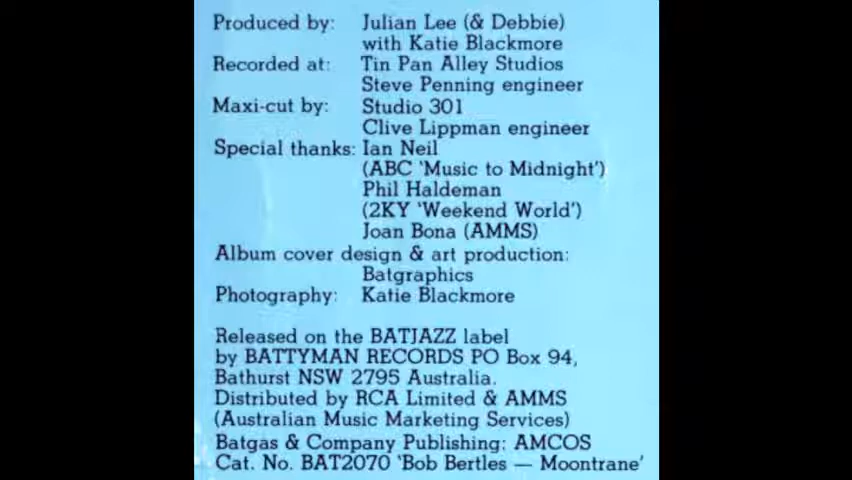 Produced by: Julian Lee (& Debbie)
with Katie Blackmore
Recorded at: Tin Pan Alley Studios
Steve Penning engineer
Maxi-cut by: Studio 301
Clive Lippman engineer
Special thanks: Ian Neil
(ABC 'Music to Midnight')
Phil Haldeman
(2KY 'Weekend World')
Joan Bona (AMMS)
Album cover design & art production:
Batgraphics
Photography: Katie Blackmore
Released on the BATJAZZ label
by BATTYMAN RECORDS PO Box 94,
Bathurst NSW 2795 Australia.
Distributed by RCA Limited & AMMS
(Australian Music Marketing Services)
Batgas & Company Publishing: AMCOS
Cat. No. BAT2070 'Bob Bertles — Moontrane'